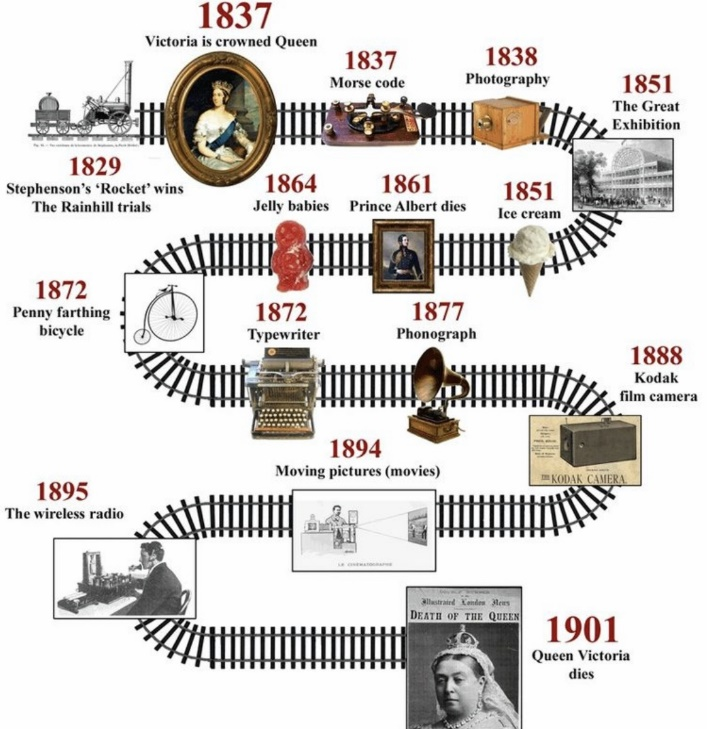 1837
Victoria is crowned Queen
1837
Morse code
1838
Photography
1851
The Great
Exhibition
1829
Stephenson's ‘Rocket’ wins
The Rainhill trials
1864
Jelly babies
1861
Prince Albert dies
1851
Ice cream
1872
Penny farthing
bicycle
1872
Typewriter
1877
Phonograph
1888
Kodak
film camera
KODAK CAMERA.
1894
Moving pictures (movies)
LE CINEMATOGRAPHE
1895
The wireless radio
Illustrated London News
DEATH OF THE QUEEN
1901
Queen Victoria
dies